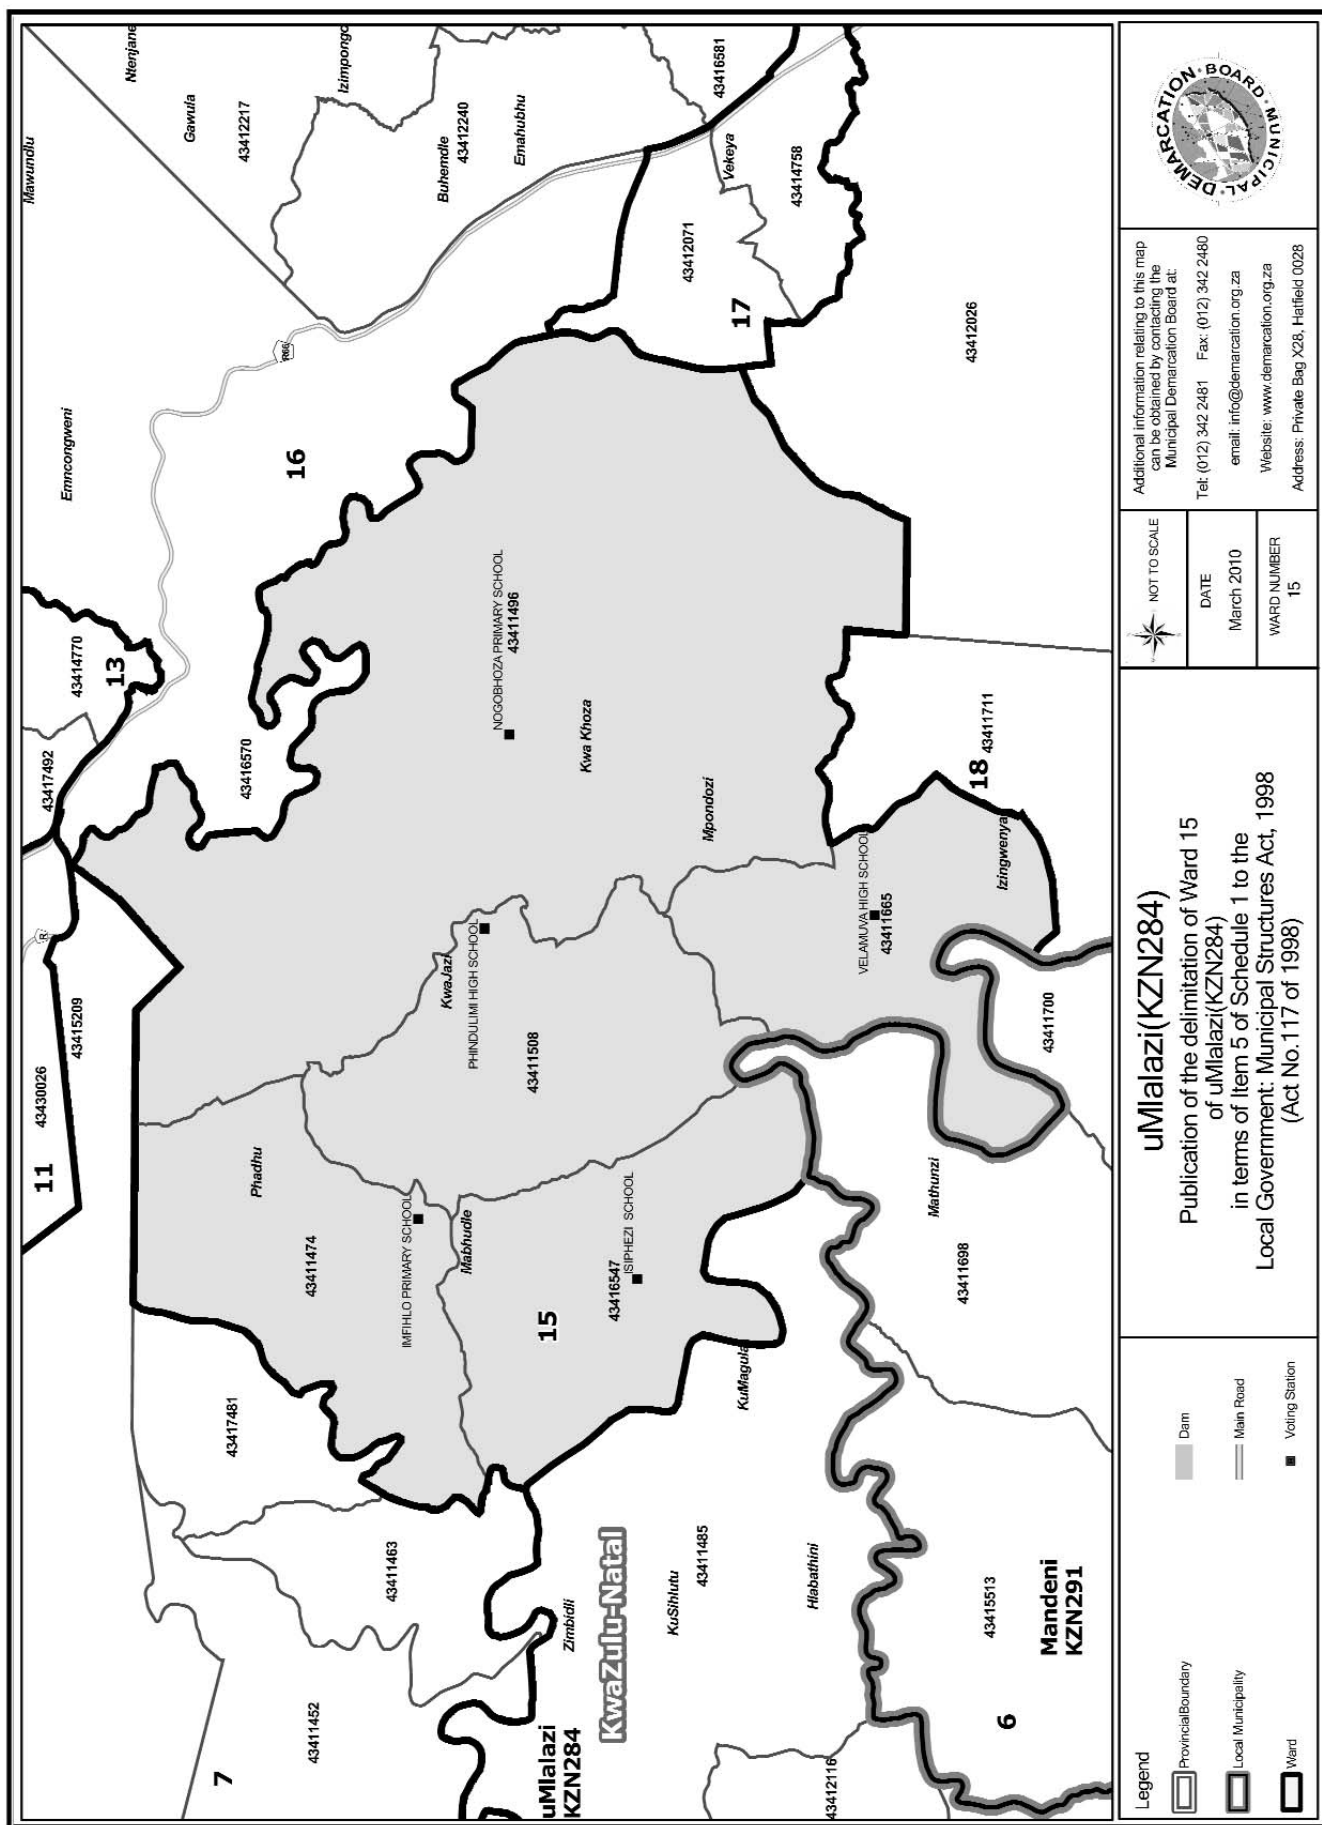 Mawundlu
Ntenjane
Gawula
43412217
Izimpongo
Buhemdle
43412240
Emahubhu
43416581
Vekeya
43414758
43412071
17
43412026
R66
Emncongweni
16
43414770
13
43417492
43416570
NOGOBHOZA PRIMARY SCHOOL
43411496
Kwa Khoza
Mpondozi
18
43411711
Izingwenya
VELAMUVA HIGH SCHOOL
43411665
43411700
R
43415209
43430026
11
KwaJazi
PHINDULIMI HIGH SCHOOL
43411508
Phadhu
43411474
IMFIHLO PRIMARY SCHOOL
Mabhudle
ISIPHEZI SCHOOL
43416547
15
Mathunzi
43411698
KuMagula
43417481
43411463
43411452
7
Zimbidli
KwaZulu-Natal
uMlalazi
KZN284
KuSihlutu
43411485
Hlabathini
43415513
Mandeni
KZN291
6
43412116
Legend
ProvincialBoundary
Local Municipality
Ward
Dam
Main Road
Voting Station
uMlalazi(KZN284)
Publication of the delimitation of Ward 15
of uMlalazi(KZN284)
in terms of Item 5 of Schedule 1 to the
Local Government: Municipal Structures Act, 1998
(Act No.117 of 1998)
NOT TO SCALE
DATE
March 2010
WARD NUMBER
15
Additional information relating to this map
can be obtained by contacting the
Municipal Demarcation Board at:
Tel: (012) 342 2481 Fax: (012) 342 2480
email: info@demarcation.org.za
Website: www.demarcation.org.za
Address: Private Bag X28, Hatfield 0028
MUNICIPAL DEMARCATION BOARD